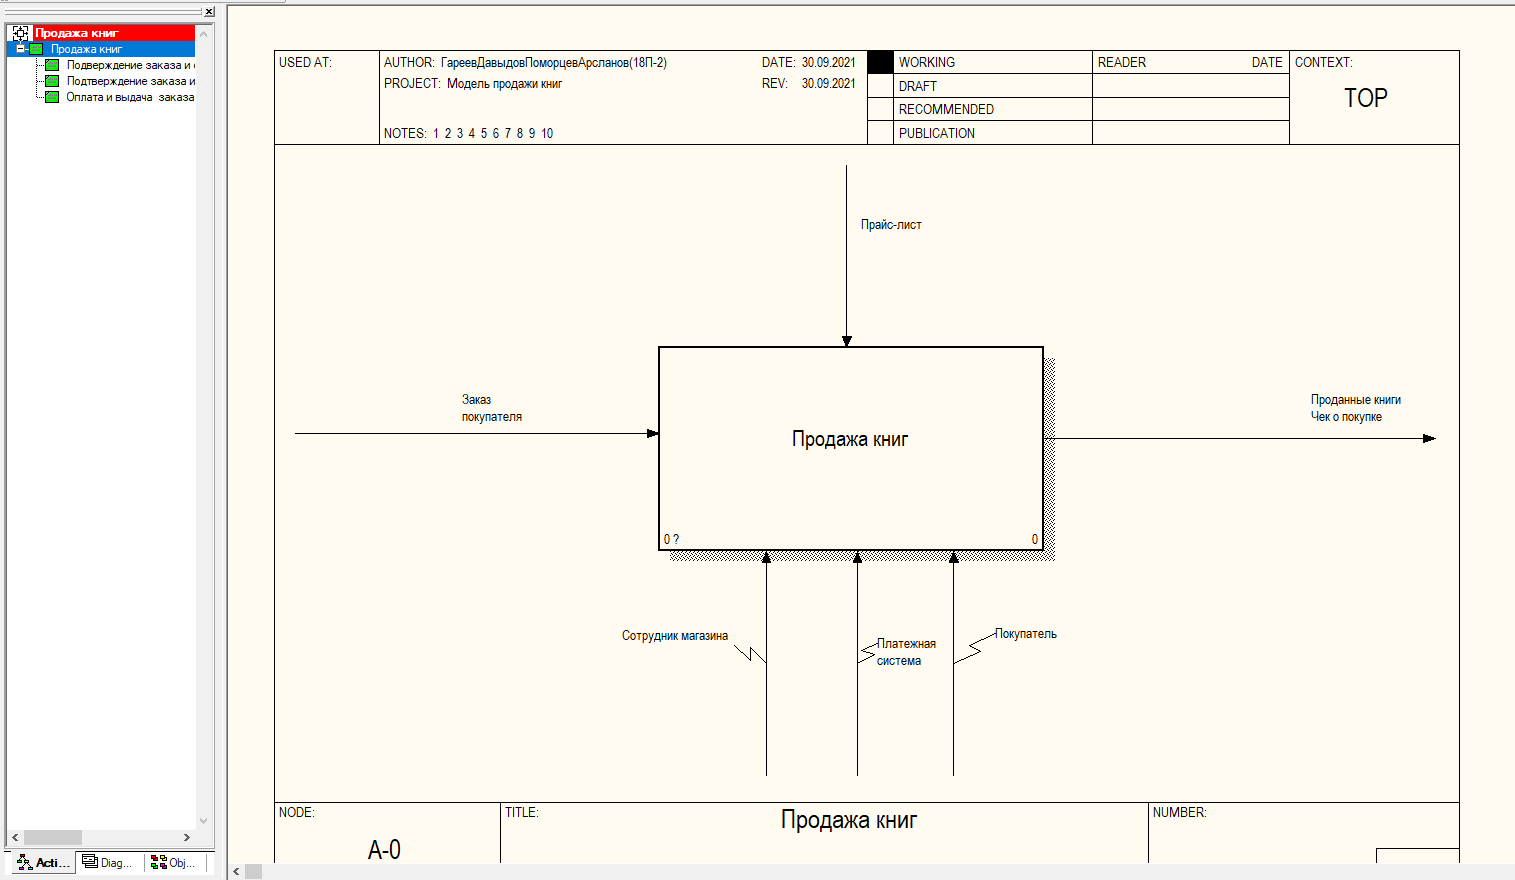 Продажа книг
Продажа книг
Подверждение заказа и
Подтверждение заказа и
Оплата и выдача заказа
Acti...
Diag...
Obj...
USED AT:
AUTHOR: ГареевДавыдовПоморцевАрсланов(18П-2)
DATE: 30.09.2021
PROJECT: Модель продажи книг
REV: 30.09.2021
NOTES: 1 2 3 4 5 6 7 8 9 10
WORKING
DRAFT
RECOMMENDED
PUBLICATION
READER
DATE
CONTEXT:
TOP
Прайс-лист
Заказ
покупателя
Продажа книг
0 ?
0
Проданные книги
Чек о покупке
Сотрудник магазина
Платежная
система
Покупатель
NODE:
A-0
TITLE:
Продажа книг
NUMBER: